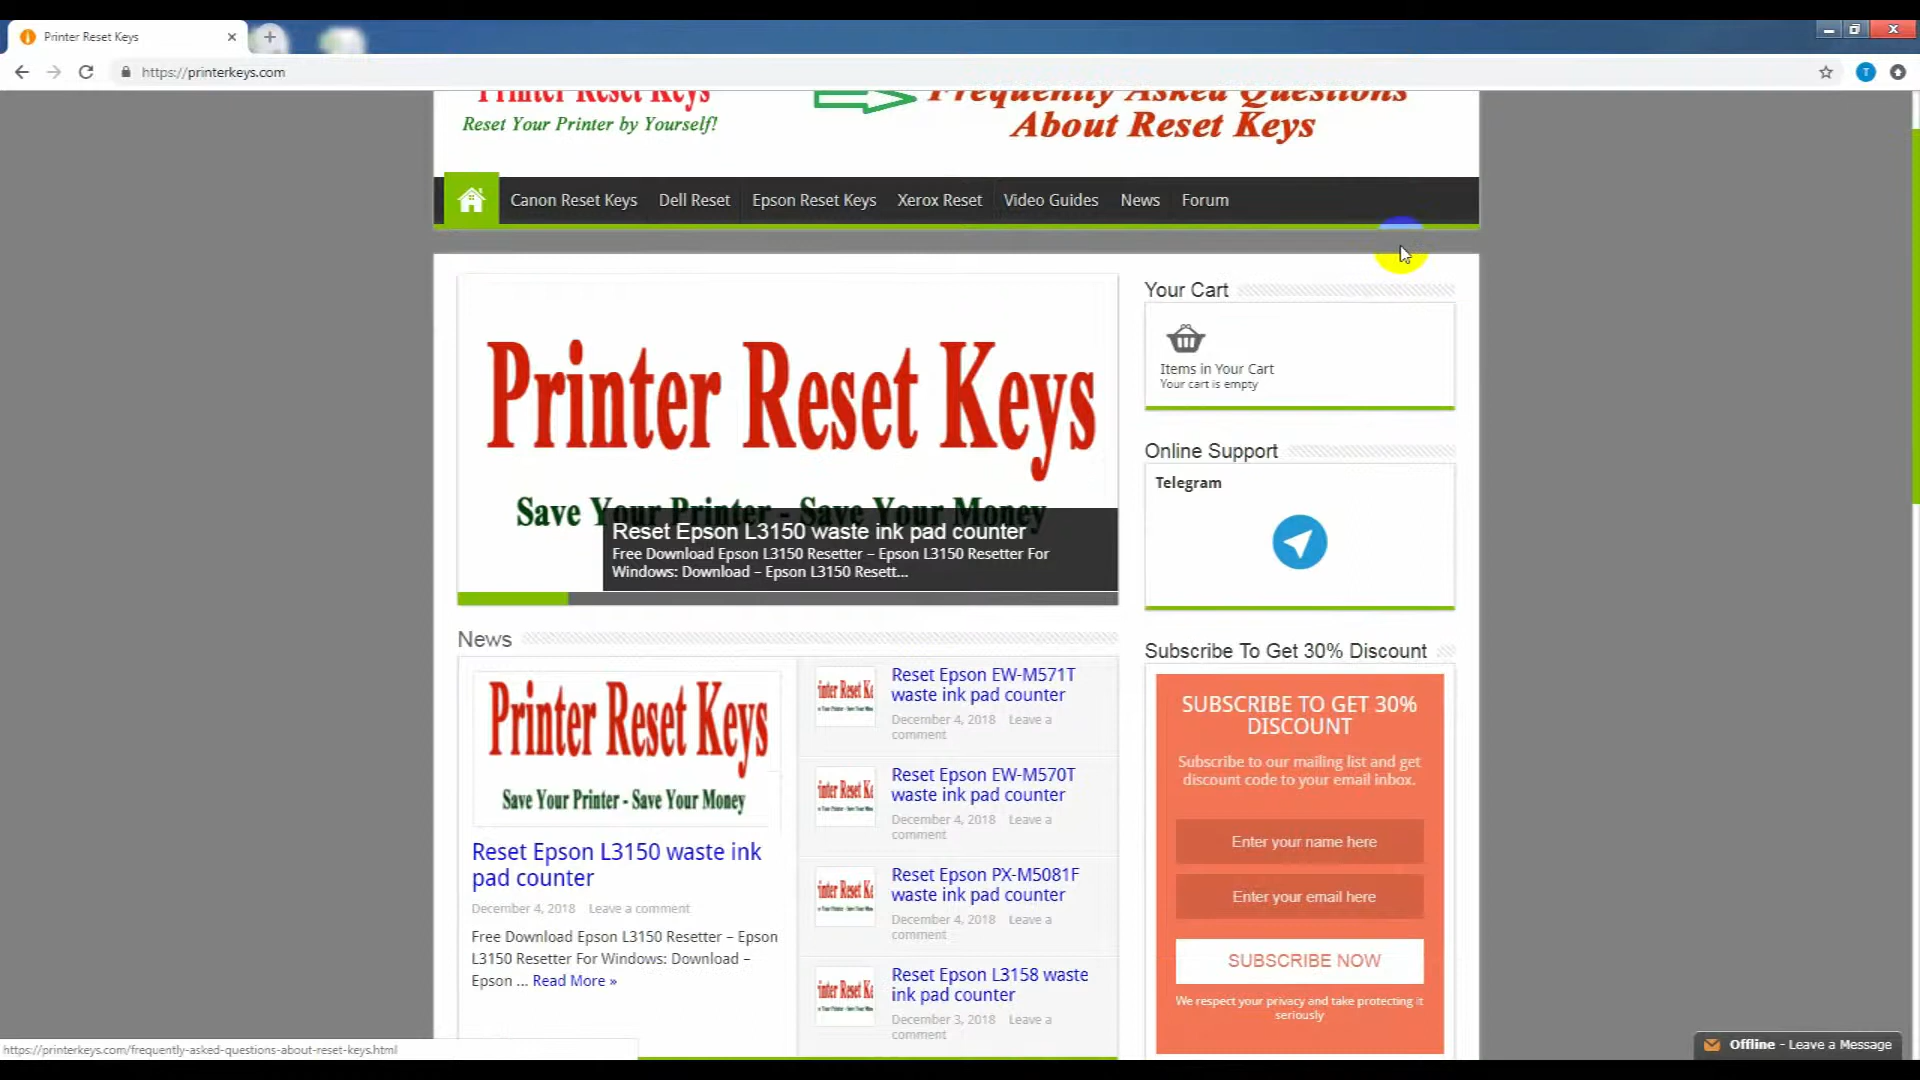 Printer Reset Keys
https://printerkeys.com
Printer Reset Keys
Reset Your Printer by Yourself!
Frequently Asked Questions
About Reset Keys
Canon Reset Keys
Dell Reset
Epson Reset Keys
Xerox Reset
Video Guides
News
Forum
Printer Reset Keys
Save Your Printer - Save Your Money
Reset Epson L3150 waste ink pad counter
Free Download Epson L3150 Resetter – Epson L3150 Resetter For
Windows: Download – Epson L3150 Resett...
Your Cart
Items in Your Cart
Your cart is empty
Online Support
Telegram
News
Printer Reset Keys
Save Your Printer - Save Your Money
Reset Epson L3150 waste ink
pad counter
December 4, 2018 Leave a comment
Free Download Epson L3150 Resetter – Epson
L3150 Resetter For Windows: Download –
Epson ... Read More »
Reset Epson EW-M571T
waste ink pad counter
December 4, 2018 Leave a
comment
Reset Epson EW-M570T
waste ink pad counter
December 4, 2018 Leave a
comment
Reset Epson PX-M5081F
waste ink pad counter
December 4, 2018 Leave a
comment
Reset Epson L3158 waste
ink pad counter
December 3, 2018 Leave a
comment
Subscribe To Get 30% Discount
SUBSCRIBE TO GET 30%
DISCOUNT
Subscribe to our mailing list and get
discount code to your email inbox.
Enter your name here
Enter your email here
SUBSCRIBE NOW
We respect your privacy and take protecting it
seriously
https://printerkeys.com/frequently-asked-questions-about-reset-keys.html
Offline - Leave a Message